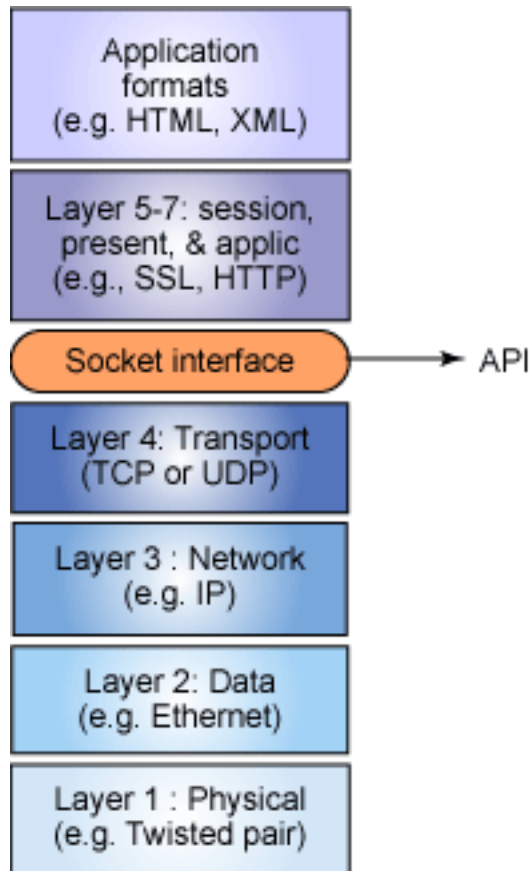 Application
formats
(e.g. HTML, XML)
Layer 5-7: session,
present, & applic
(e.g., SSL, HTTP)
Socket interface
API
Layer 4: Transport
(TCP or UDP)
Layer 3 : Network
(e.g. IP)
Layer 2: Data
(e.g. Ethernet)
Layer 1 : Physical
(e.g. Twisted pair)